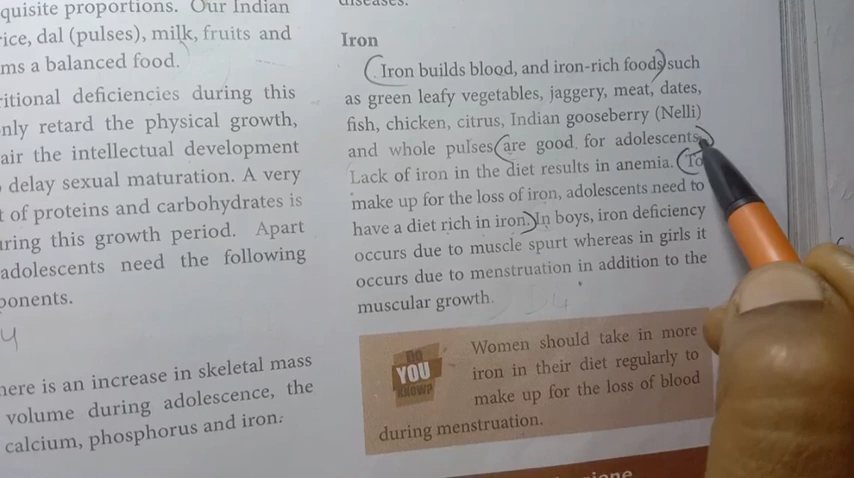 quisite proportions. Our Indian
ice, dal (pulses), milk, fruits and
ms a balanced food.
ritional deficiencies during this
nly retard the physical growth,
air the intellectual development
delay sexual maturation. A very
t of proteins and carbohydrates is
uring this growth period. Apart
adolescents need the following
ponents.
here is an increase in skeletal mass
volume during adolescence, the
calcium, phosphorus and iron.
diseases.
Iron
Iron builds blood, and iron-rich foods such
as green leafy vegetables, jaggery, meat, dates,
fish, chicken, citrus, Indian gooseberry (Nelli)
and whole pulses are good for adolescents.
Lack of iron in the diet results in anemia. To
make up for the loss of iron, adolescents need to
have a diet rich in iron. In boys, iron deficiency
occurs due to muscle spurt whereas in girls it
occurs due to menstruation in addition to the
muscular growth.
DO
YOU
KNOW?
Women should take in more
iron in their diet regularly to
make up for the loss of blood
during menstruation.